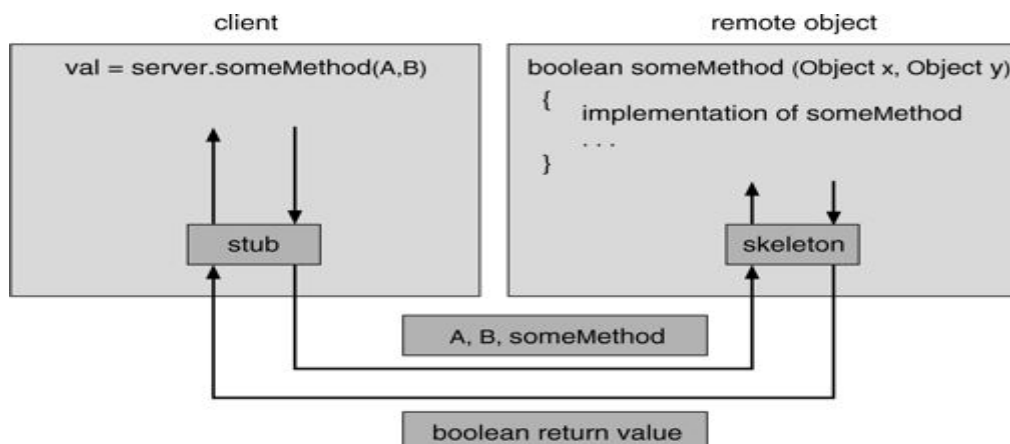 client
val = server.someMethod(A,B)
stub
remote object
boolean someMethod (Object x, Object y)
{
implementation of someMethod
. . .
}
skeleton
A, B, someMethod
boolean return value